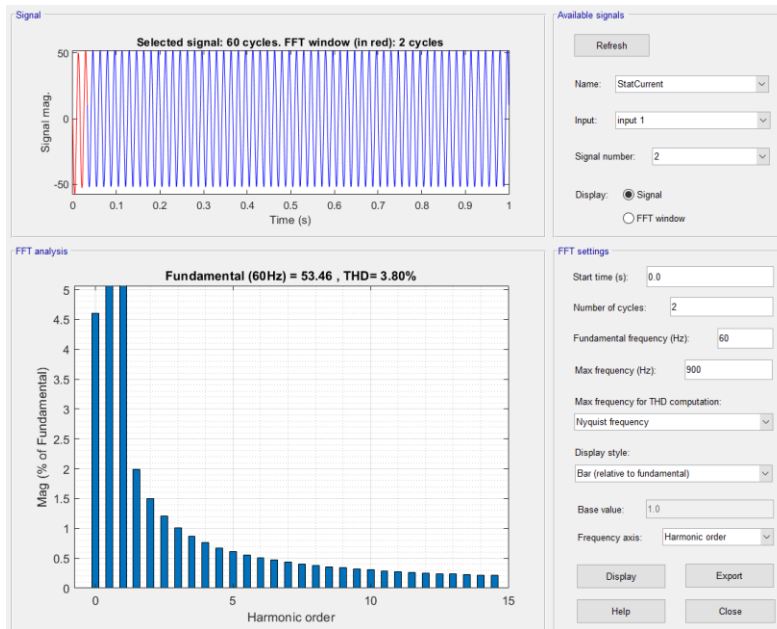 Signal
Selected signal: 60 cycles. FFT window (in red): 2 cycles
50
0
-50
Signal mag.
0 0.1 0.2 0.3 0.4 0.5 0.6 0.7 0.8 0.9 1
Time (s)
FFT analysis
Fundamental (60Hz) = 53.46 , THD= 3.80%
5
4.5
4
3.5
3
2.5
2
1.5
1
0.5
0
Mag (% of Fundamental)
0 5 10 15
Harmonic order
Available signals
Refresh
Name: StatCurrent
Input: input 1
Signal number: 2
Display: Signal
FFT window
FFT settings
Start time (s): 0.0
Number of cycles: 2
Fundamental frequency (Hz): 60
Max frequency (Hz): 900
Max frequency for THD computation:
Nyquist frequency
Display style:
Bar (relative to fundamental)
Base value: 1.0
Frequency axis: Harmonic order
Display Export
Help Close